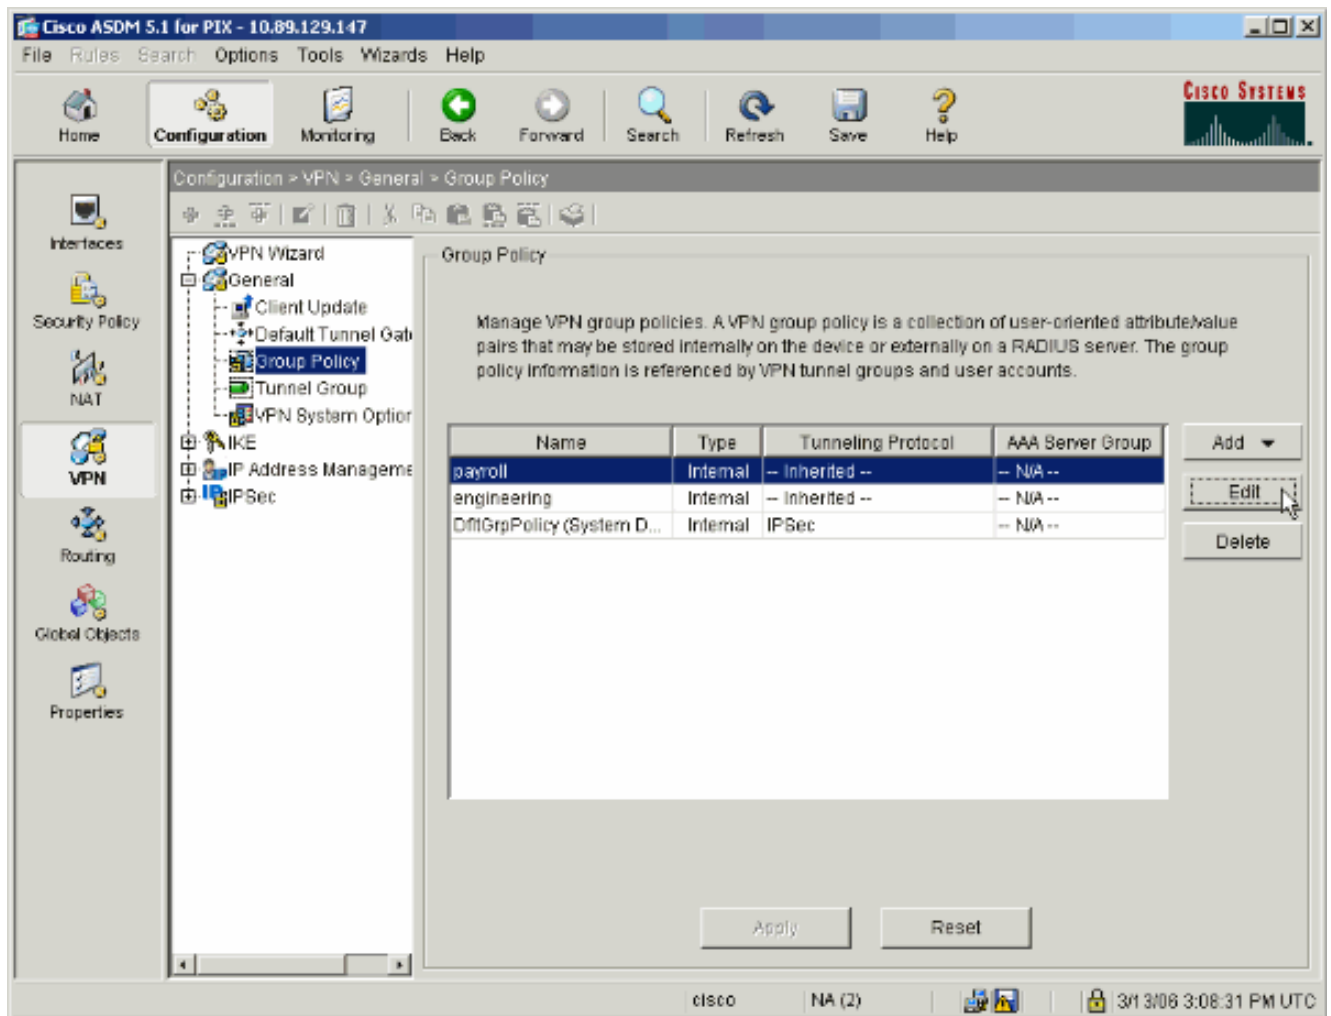 Cisco ASDM 5.1 for PIX - 10.89.129.147
File Rules Search Options Tools Wizards Help
Home Configuration Monitoring Back Forward Search Refresh Save Help
CISCO SYSTEMS
Configuration > VPN > General > Group Policy
Interfaces
Security Policy
NAT
VPN
Routing
Global Objects
Properties
VPN Wizard
General
Client Update
Default Tunnel Gat
Group Policy
Tunnel Group
VPN System Option
IKE
IP Address Manageme
IPSec
Group Policy
Manage VPN group policies. A VPN group policy is a collection of user-oriented attribute/value
pairs that may be stored internally on the device or externally on a RADIUS server. The group
policy information is referenced by VPN tunnel groups and user accounts.
Name Type Tunneling Protocol AAA Server Group
payroll Internal -- Inherited -- -- N/A --
engineering Internal -- Inherited -- -- N/A --
DfltGrpPolicy (System D... Internal IPSec -- N/A --
Add
Edit
Delete
Apply Reset
cisco NA (2) 3/13/06 3:08:31 PM UTC